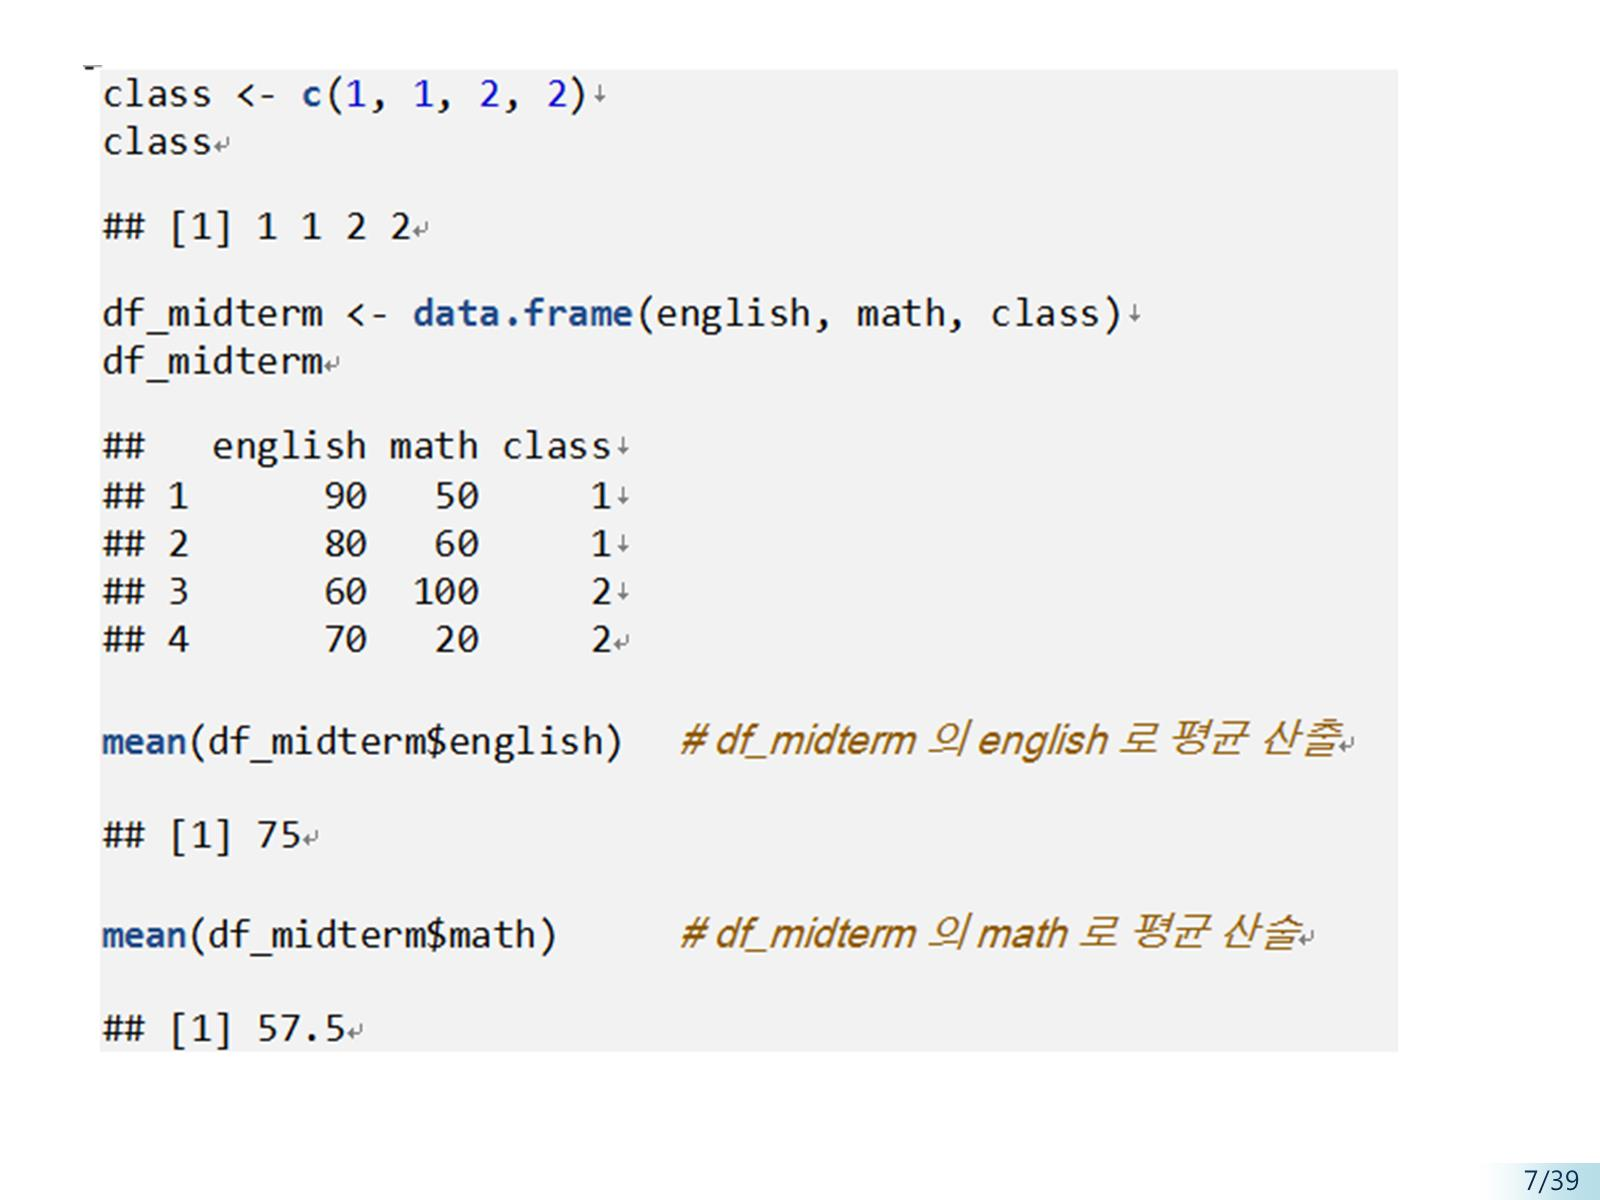 class <- c(1, 1, 2, 2)↓
class↵
## [1] 1 1 2 2↵
df_midterm <- data.frame(english, math, class)↓
df_midterm↵
##   english math class↓
## 1      90   50     1↓
## 2      80   60     1↓
## 3      60  100     2↓
## 4      70   20     2↵
mean(df_midterm$english)  # df_midterm 의 english 로 평균 산출↵
## [1] 75↵
mean(df_midterm$math)     # df_midterm 의 math 로 평균 산술↵
## [1] 57.5↵
7/39